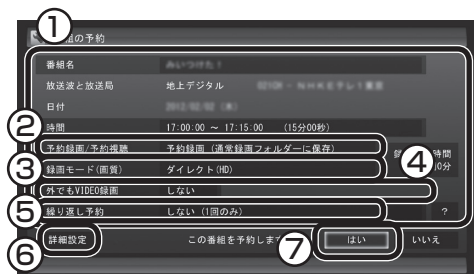 ①
組の予約
番組名
放送波と放送局 地上デジタル
日付
②
時間 17:00:00 ～ 17:15:00 (15分00秒)
予約録画/予約視聴 予約録画（通常録画フォルダーに保存）
③
録画モード(画質) ダイレクト(HD)
④
時間
0分
外でもVIDEO録画 しない
⑤
繰り返し予約 しない（1回のみ） ?
⑥
詳細設定 この番組を予約します
⑦
はい いいえ